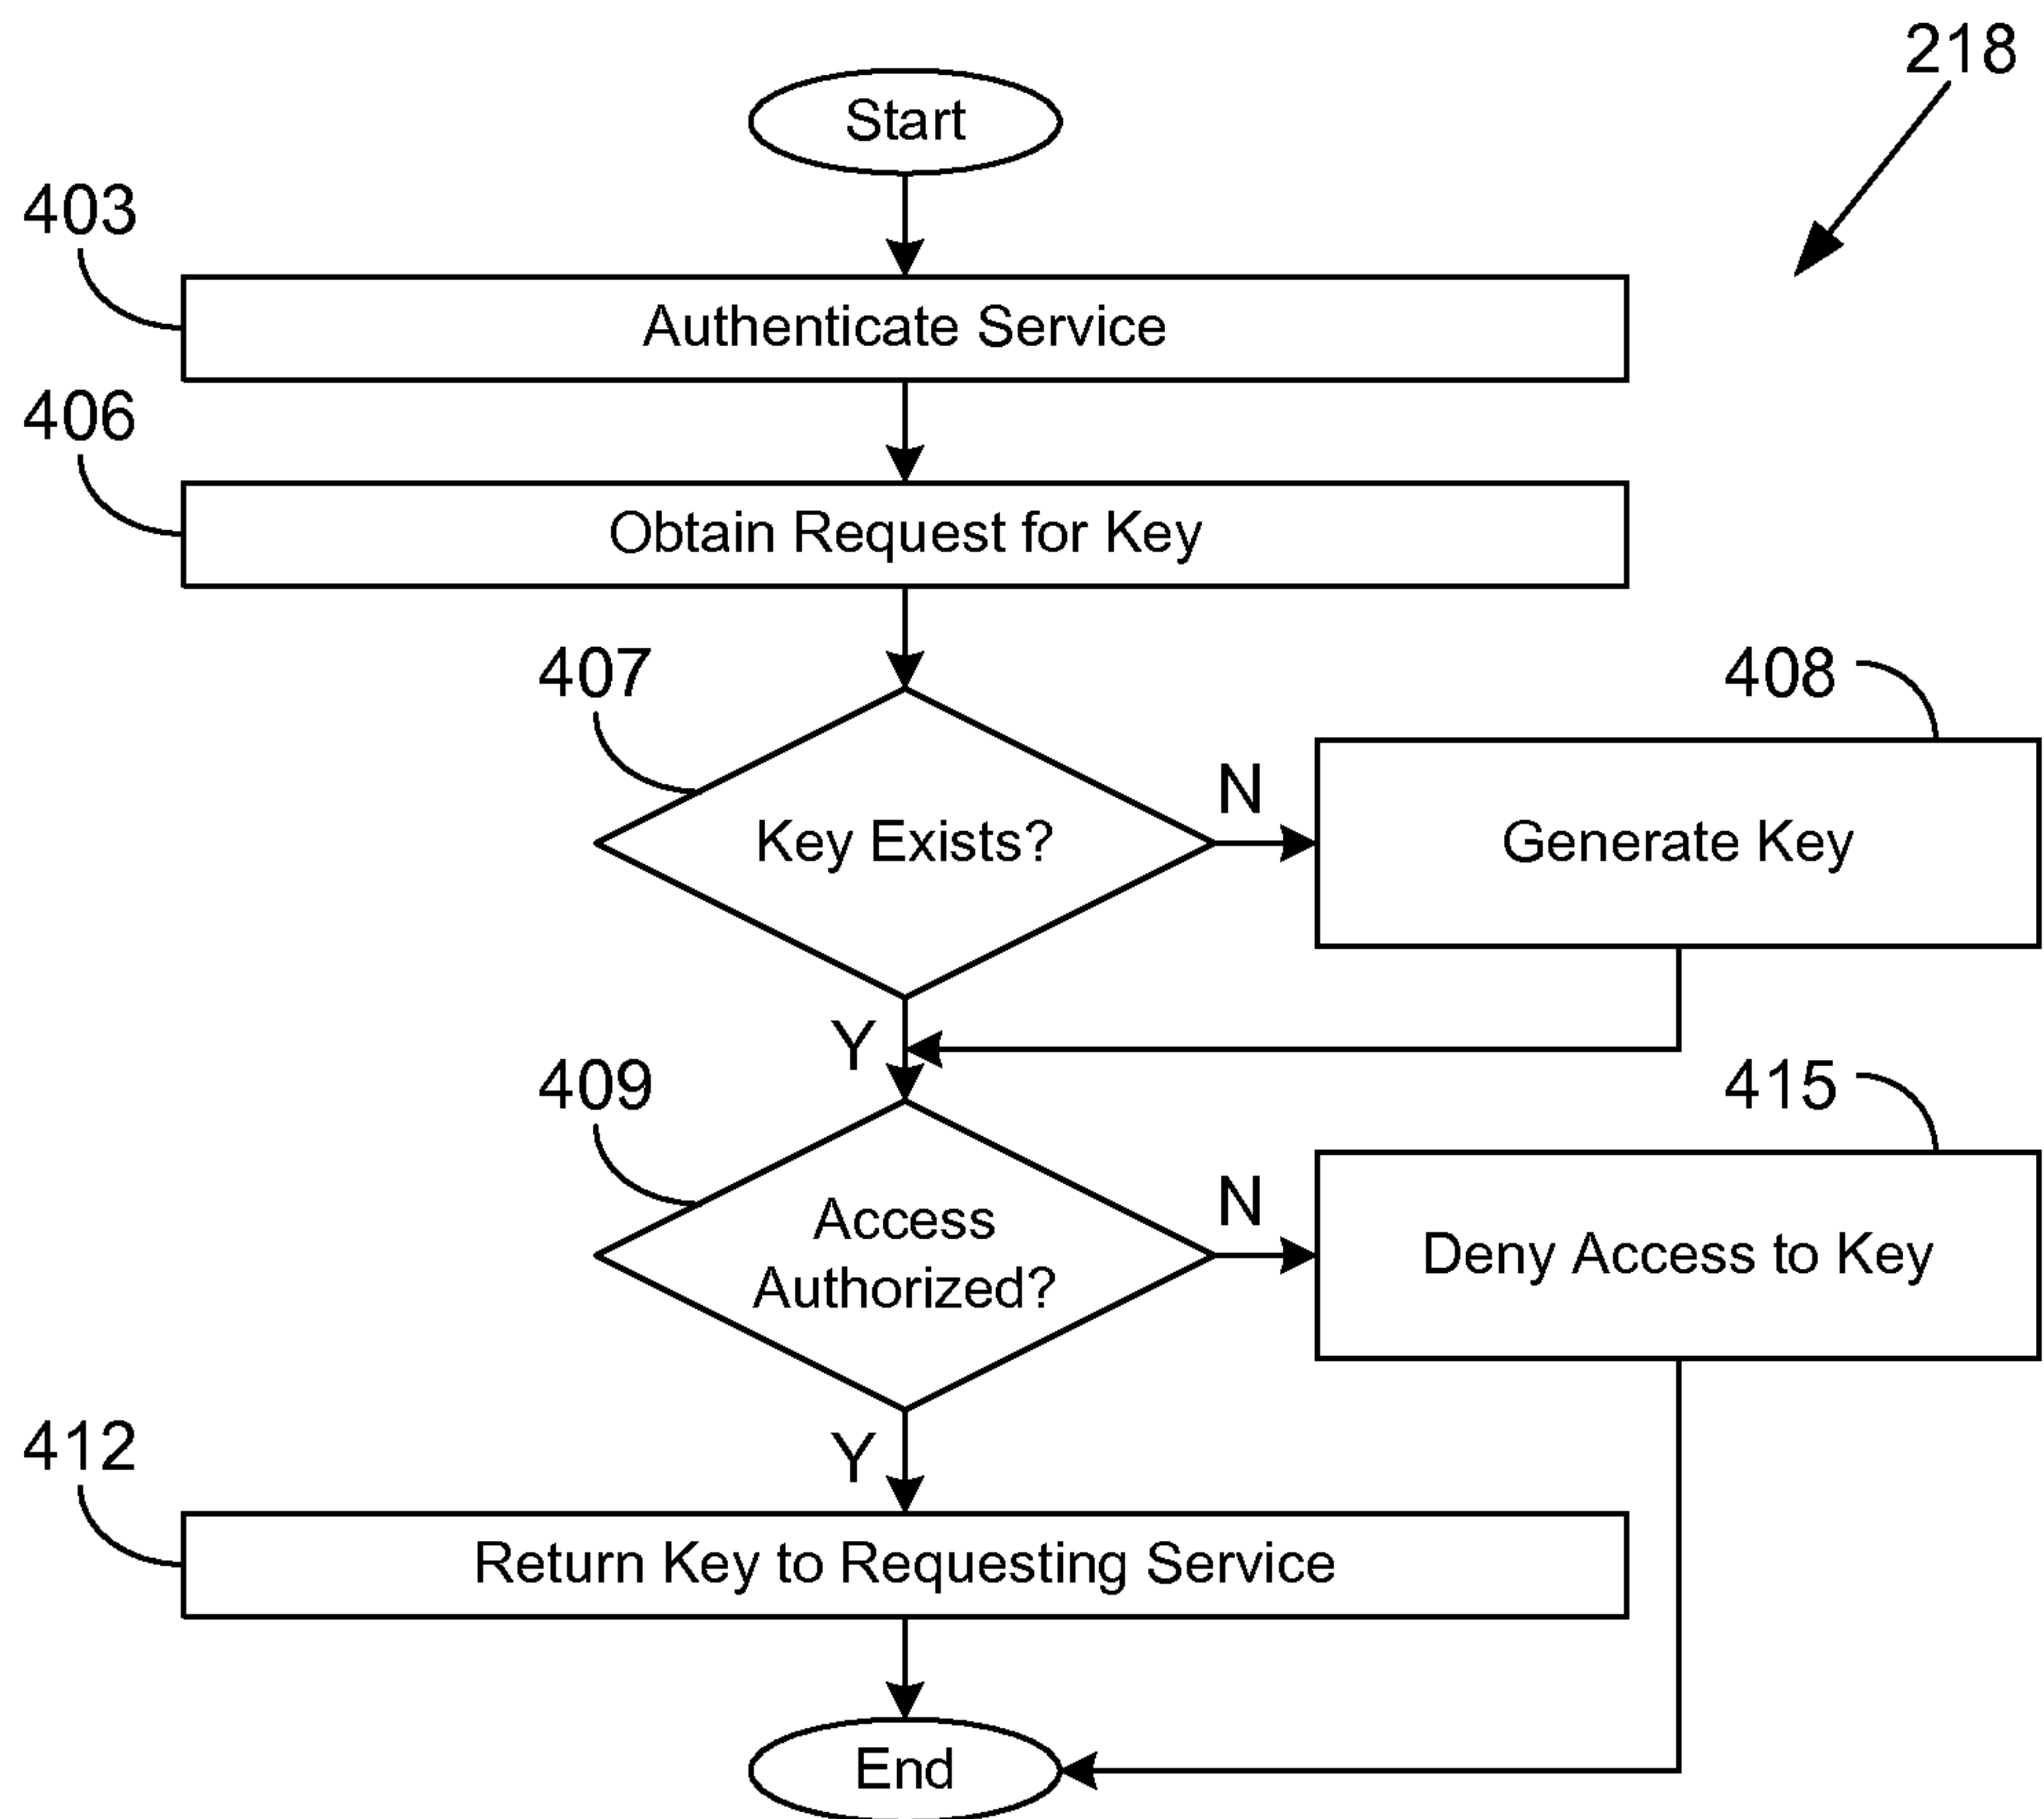 218
Start
403
Authenticate Service
406
Obtain Request for Key
407
408
N
Key Exists?
Generate Key
Y
409
415
N
Access
Authorized?
Deny Access to Key
412
Y
Return Key to Requesting Service
End